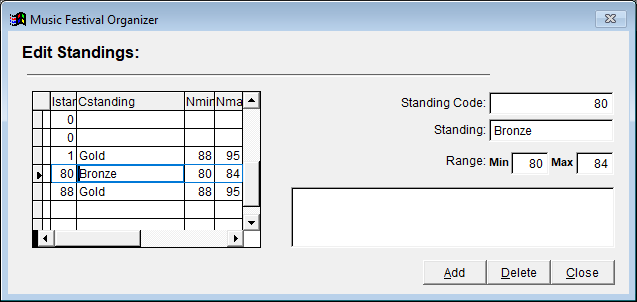 Music Festival Organizer
Edit Standings:
Istar Cstanding Nmin Nma
0
0
1 Gold 88 95
80 Bronze 80 84
88 Gold 88 95
Standing Code: 80
Standing: Bronze
Range: Min 80 Max 84
Add Delete Close